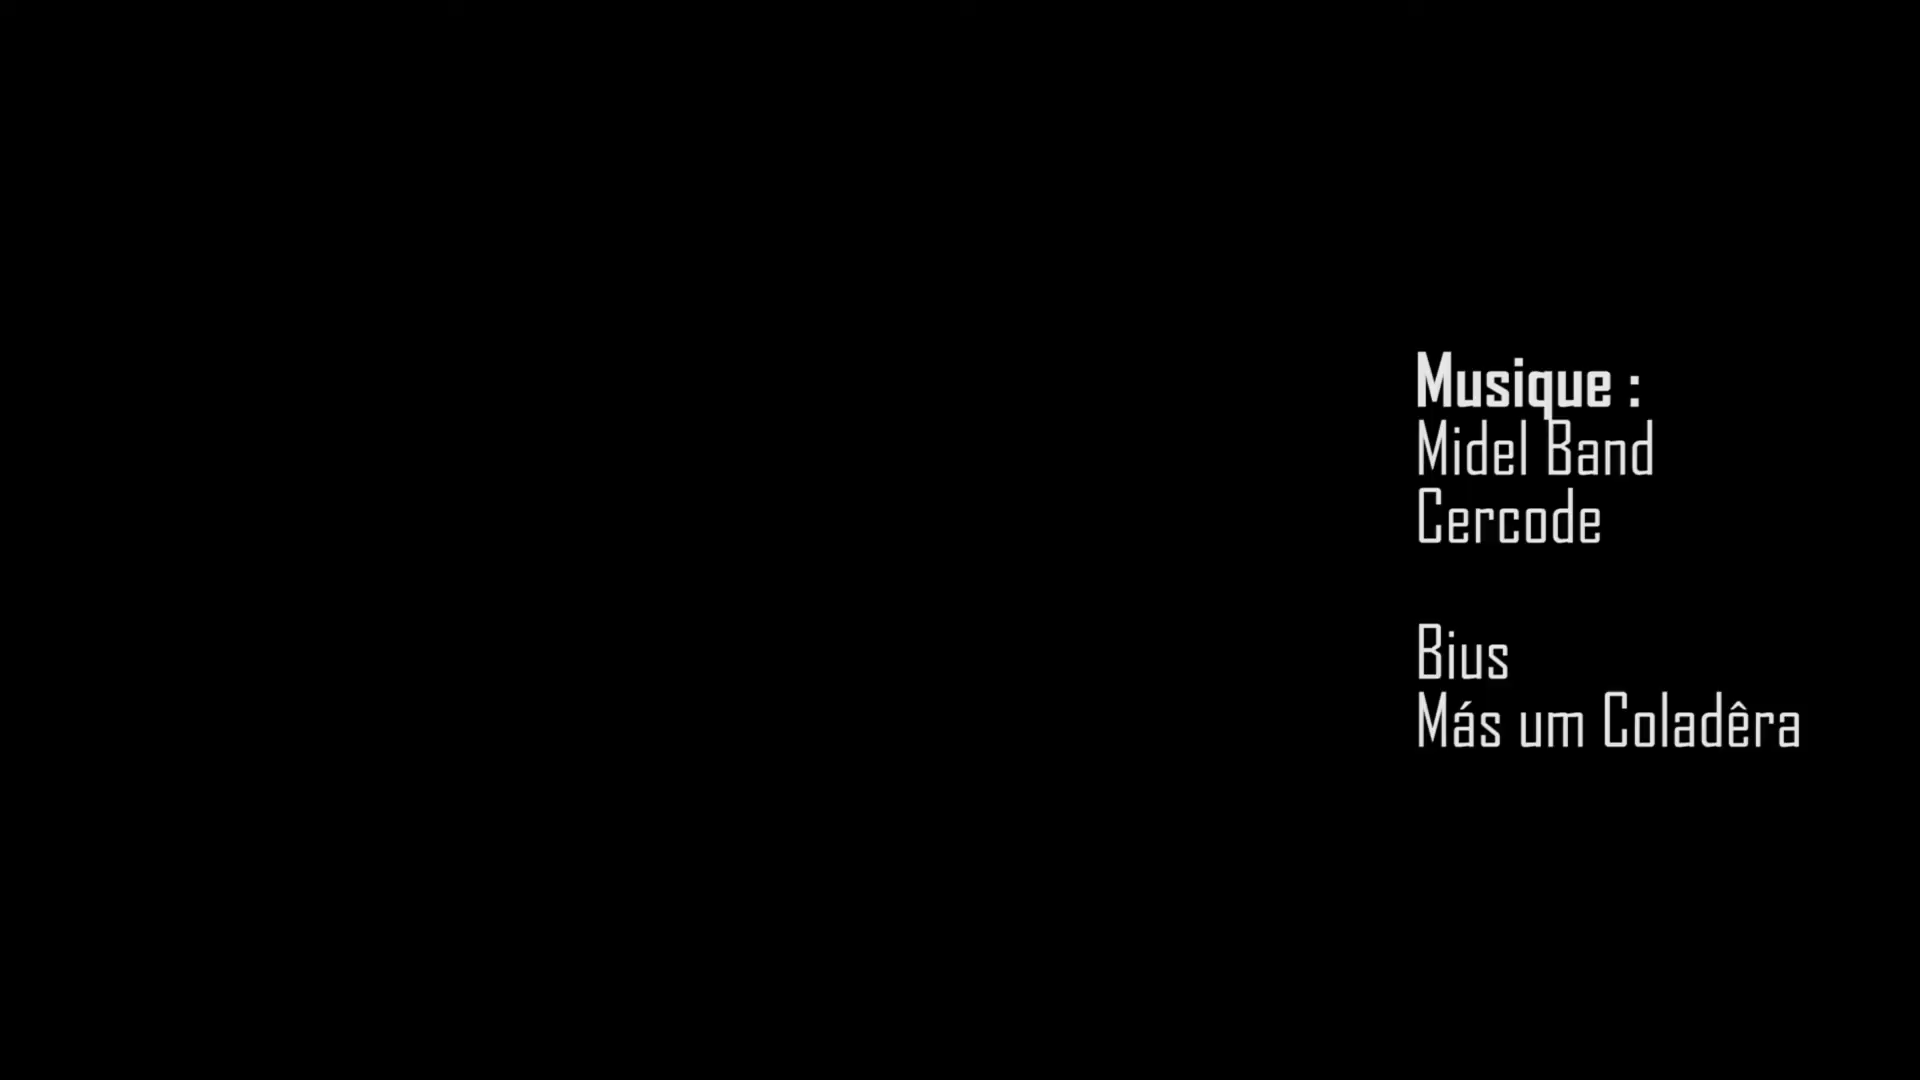 Musique :
Midel Band
Cercode
Bius
Más um Coladêra